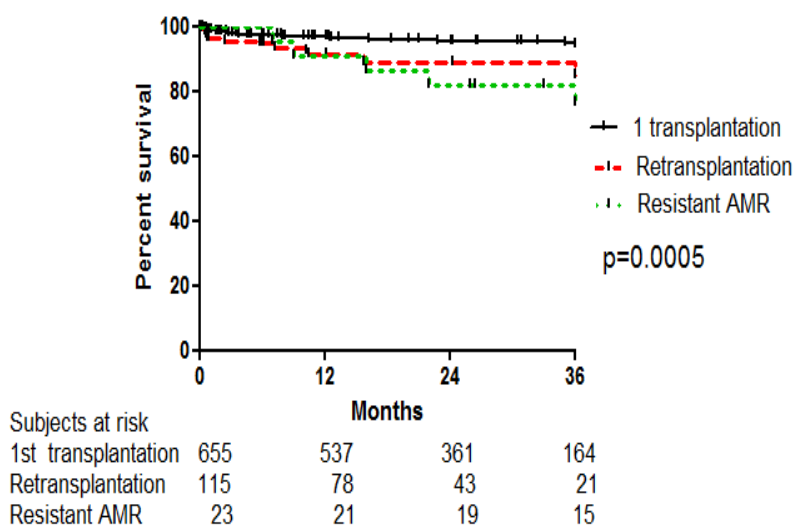 100
80
60
40
20
0
Percent survival
0 12 24 36
Months
1 transplantation
Retransplantation
Resistant AMR
p=0.0005
Subjects at risk
1st transplantation 655 537 361 164
Retransplantation 115 78 43 21
Resistant AMR 23 21 19 15